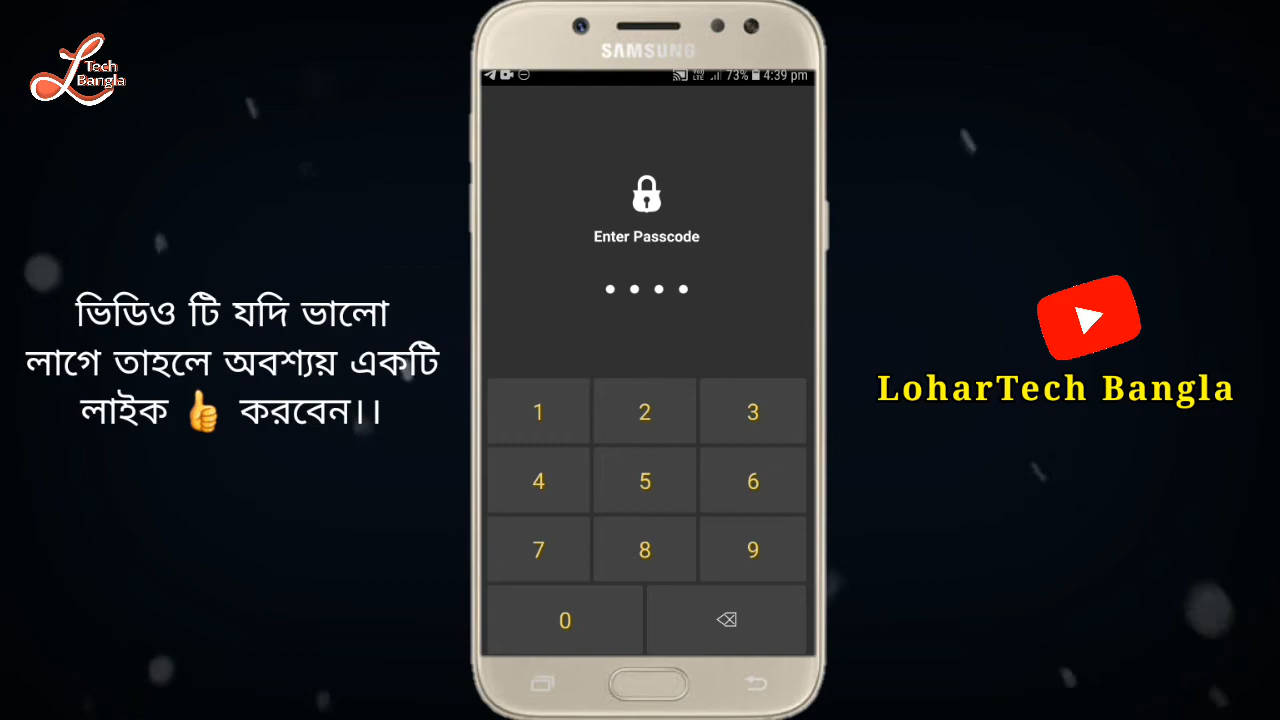 Tech
Bangla
SAMSUNG
73% 4:39 pm
Enter Passcode
1 2 3
4 5 6
7 8 9
0
ভিডিও টি যদি ভালো
লাগে তাহলে অবশ্যয় একটি
লাইক 👍 করবেন।।
LoharTech Bangla